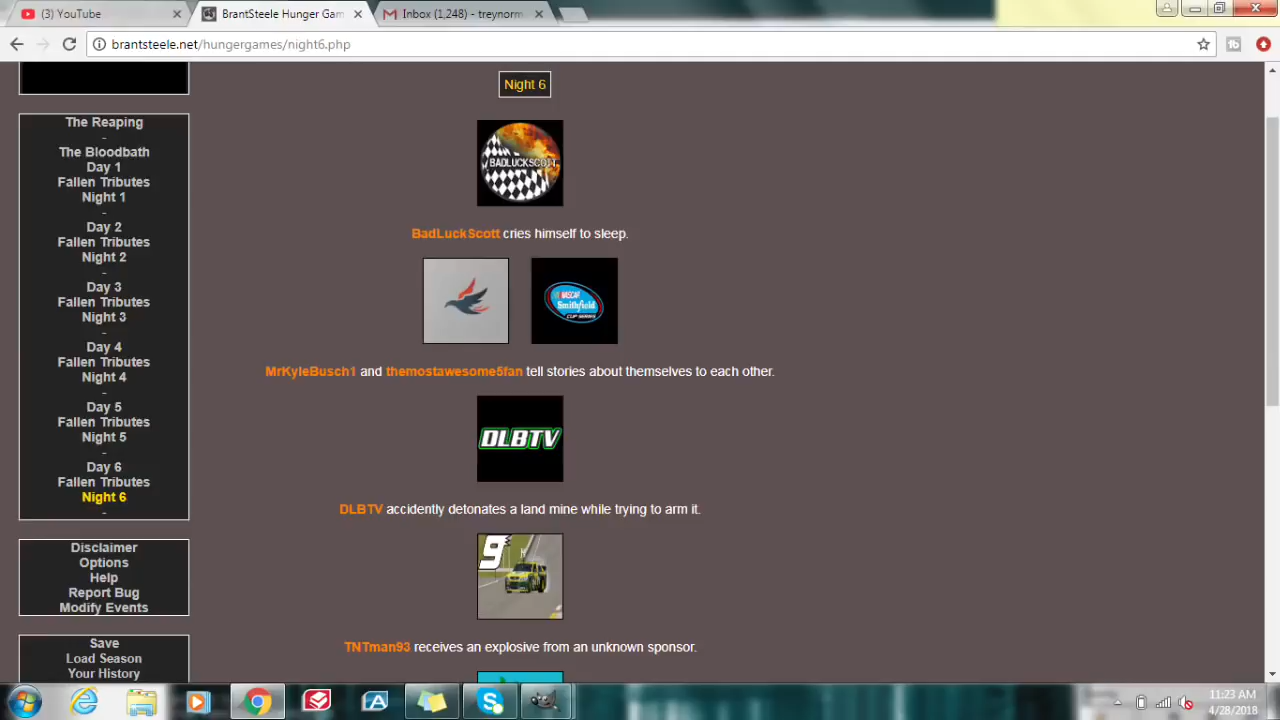 (3) YouTube
BrantSteele Hunger Gam
Inbox (1,248) - treynorm
brantsteele.net/hungergames/night6.php
The Reaping
-
The Bloodbath
Day 1
Fallen Tributes
Night 1
-
Day 2
Fallen Tributes
Night 2
-
Day 3
Fallen Tributes
Night 3
-
Day 4
Fallen Tributes
Night 4
-
Day 5
Fallen Tributes
Night 5
-
Day 6
Fallen Tributes
Night 6
-
Disclaimer
Options
Help
Report Bug
Modify Events
Save
Load Season
Your History
Night 6
BADLUCKSCOTT
BadLuckScott cries himself to sleep.
NASCAR
Smithfield
CUP SERIES
MrKyleBusch1 and themostawesome5fan tell stories about themselves to each other.
DLBTV
DLBTV accidently detonates a land mine while trying to arm it.
9
TNTman93 receives an explosive from an unknown sponsor.
11:23 AM
4/28/2018